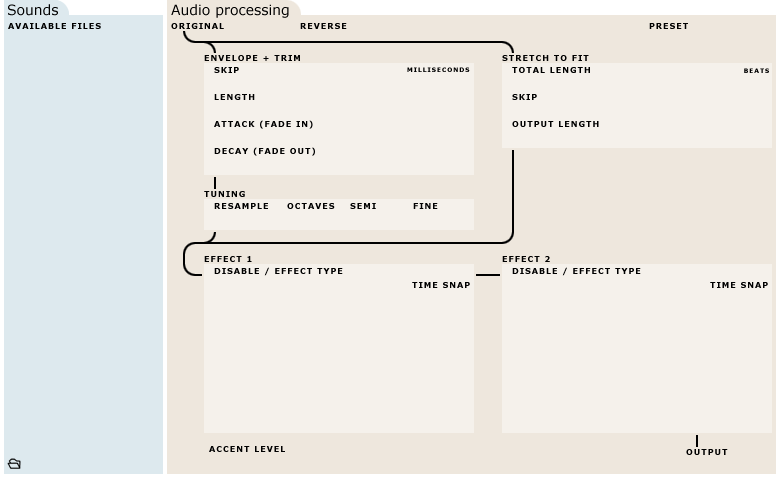 Sounds
Audio processing
AVAILABLE FILES
ORIGINAL REVERSE PRESET
ENVELOPE + TRIM
SKIP MILLISECONDS
LENGTH
ATTACK (FADE IN)
DECAY (FADE OUT)
STRETCH TO FIT
TOTAL LENGTH BEATS
SKIP
OUTPUT LENGTH
TUNING
RESAMPLE OCTAVES SEMI FINE
EFFECT 1
DISABLE / EFFECT TYPE
TIME SNAP
EFFECT 2
DISABLE / EFFECT TYPE
TIME SNAP
ACCENT LEVEL
OUTPUT